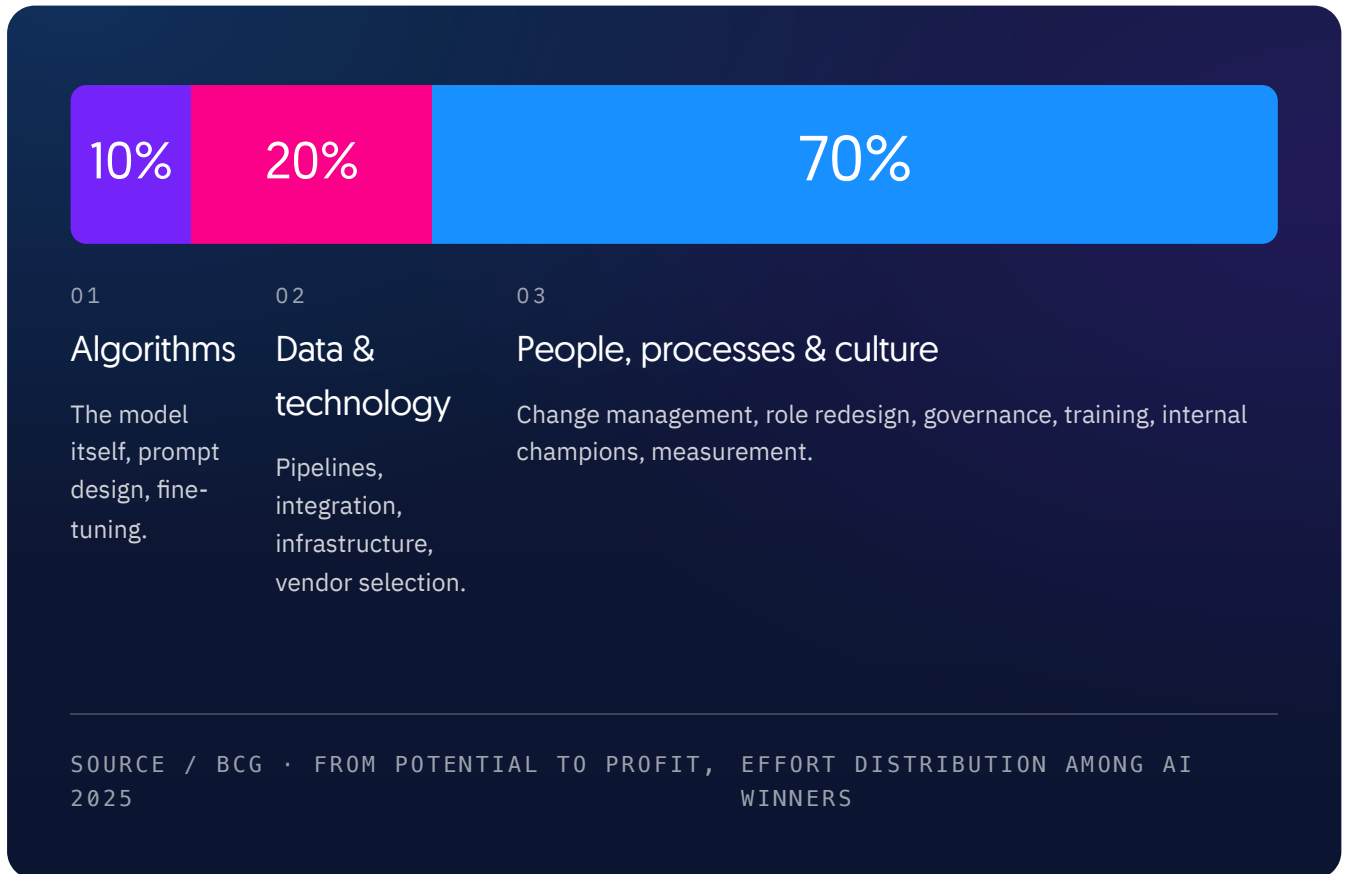 10%
20%
70%
01
Algorithms
The model
itself, prompt
design, fine-
tuning.
02
Data &
technology
Pipelines,
integration,
infrastructure,
vendor selection.
03
People, processes & culture
Change management, role redesign, governance, training, internal
champions, measurement.
SOURCE / BCG · FROM POTENTIAL TO PROFIT,
2025
EFFORT DISTRIBUTION AMONG AI
WINNERS